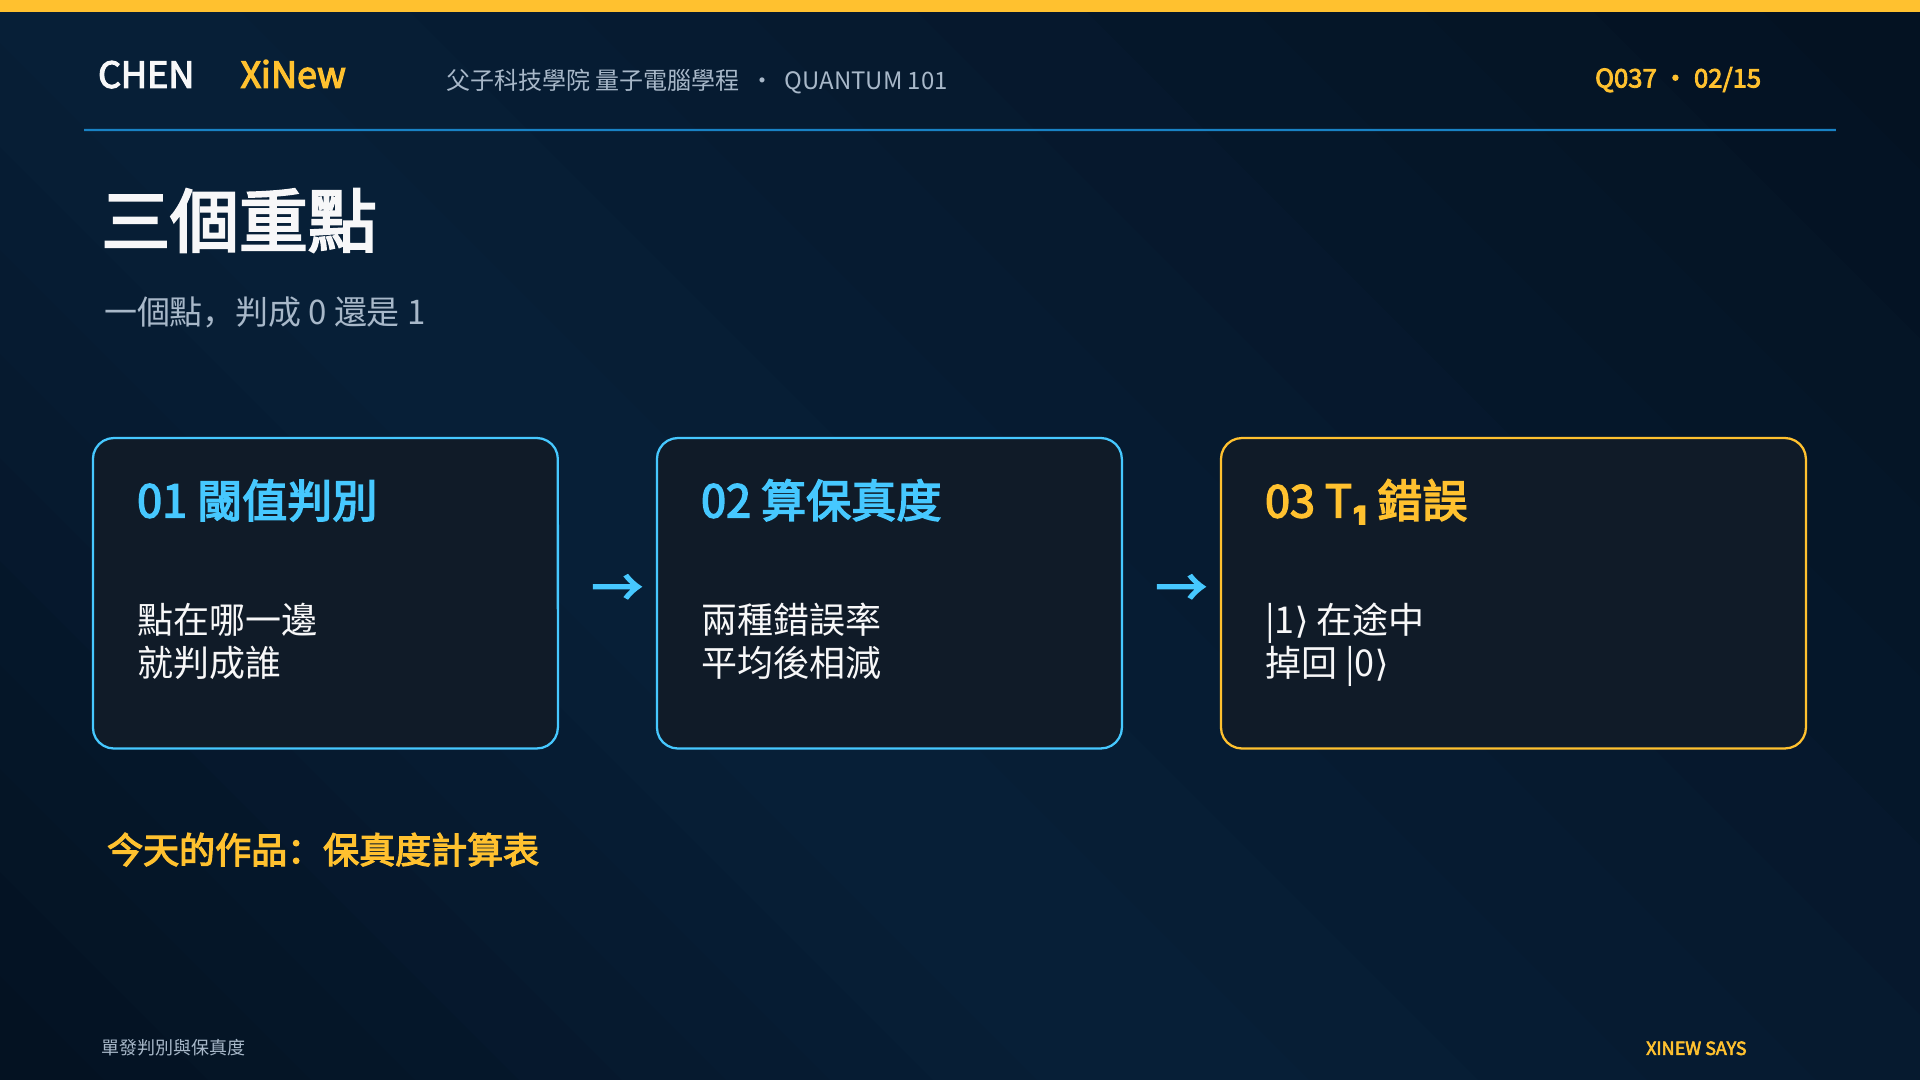 CHEN XiNew 父子科技學院 量子電腦學程 · QUANTUM 101 Q037 · 02/15
三個重點
一個點，判成 0 還是 1
01 閾值判別
點在哪一邊
就判成誰
→
02 算保真度
兩種錯誤率
平均後相減
→
03 T₁ 錯誤
|1⟩ 在途中
掉回 |0⟩
今天的作品：保真度計算表
單發判別與保真度 XINEW SAYS